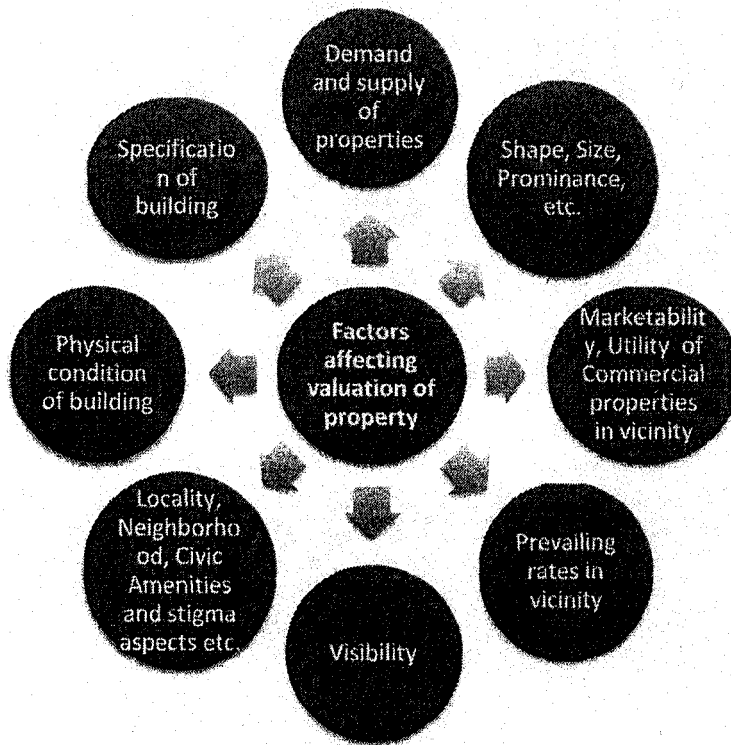 Demand
and supply
of
properties
Shape, Size,
Prominance,
etc.
Marketabilit
y, Utility of
Commercial
properties
in vicinity
Prevailing
rates in
vicinity
Visibility
Locality,
Neighborho
od, Civic
Amenities
and stigma
aspects etc.
Physical
condition
of building
Specificatio
n of
building
Factors
affecting
valuation of
property